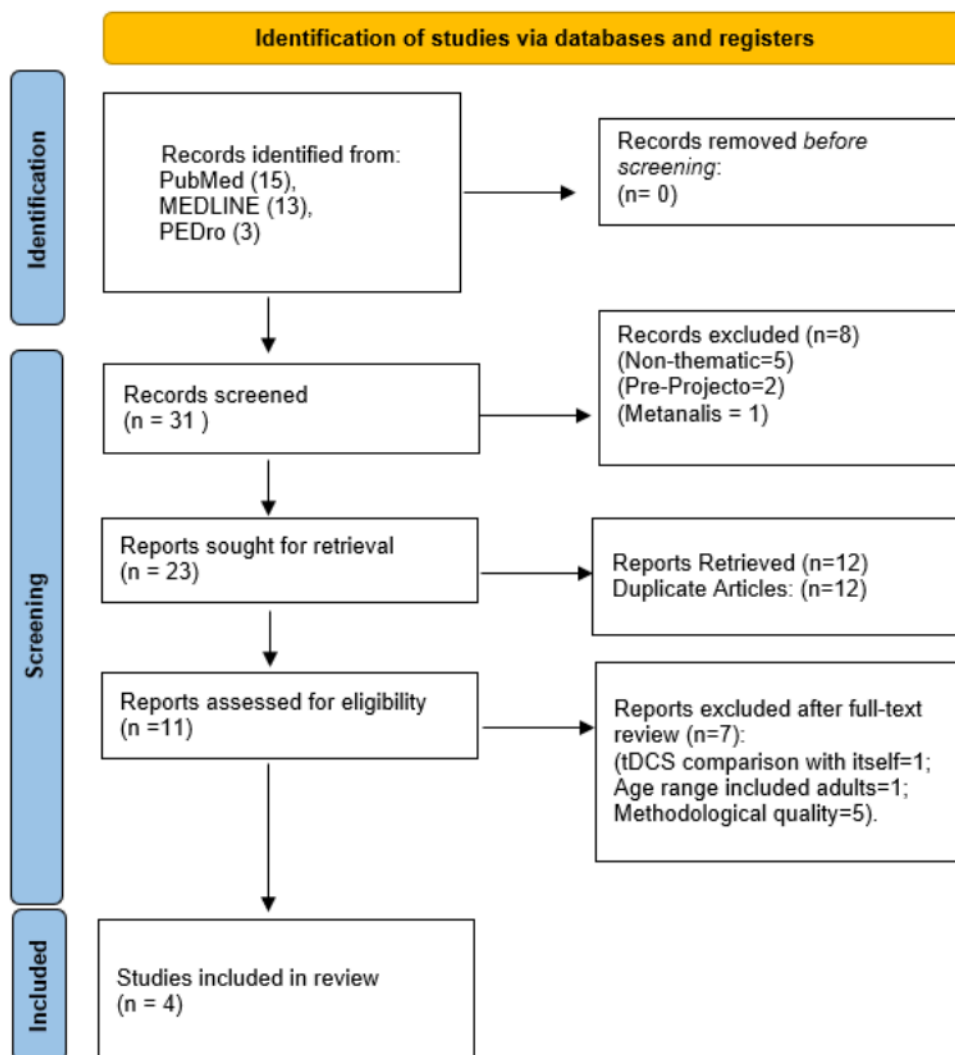 Identification of studies via databases and registers
Identification
Records identified from:
PubMed (15),
MEDLINE (13),
PEDro (3)
Records removed before
screening:
(n= 0)
Screening
Records screened
(n = 31 )
Records excluded (n=8)
(Non-thematic=5)
(Pre-Projecto=2)
(Metanalis = 1)
Reports sought for retrieval
(n = 23)
Reports Retrieved (n=12)
Duplicate Articles: (n=12)
Reports assessed for eligibility
(n =11)
Reports excluded after full-text
review (n=7):
(tDCS comparison with itself=1;
Age range included adults=1;
Methodological quality=5).
Included
Studies included in review
(n = 4)